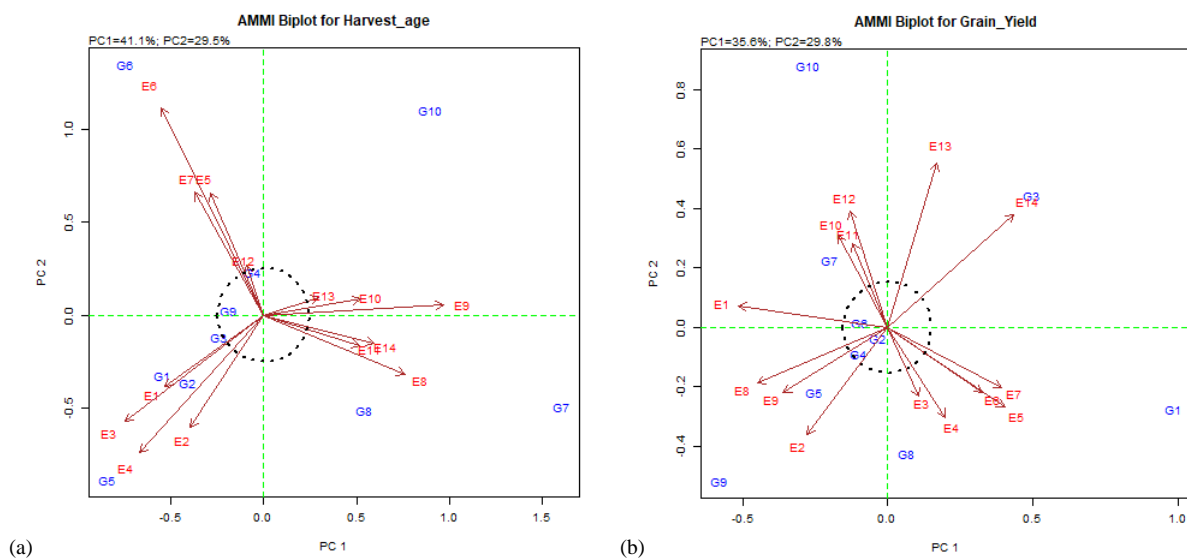 AMMI Biplot for Harvest_age
PC1=41.1%; PC2=29.5%
G6
E6
G10
E7 E5
E12
G4
G9
E13
E10
E9
G3
E14
G1
G2
E1
E8
G8
G7
E3
E2
E4
G5
PC 2
-0.5 0.0 0.5 1.0
-0.5 0.0 0.5 1.0 1.5
PC 1
(a)
AMMI Biplot for Grain_Yield
PC1=35.6%; PC2=29.8%
G10
E13
E12
G3
E14
E10
E11
G7
E1
G6
G2
G4
E8
E9
G5
E3
E6
E7
E5
E4
E2
G8
G1
G9
PC 2
-0.4 -0.2 0.0 0.2 0.4 0.6 0.8
-0.5 0.0 0.5 1.0
PC 1
(b)